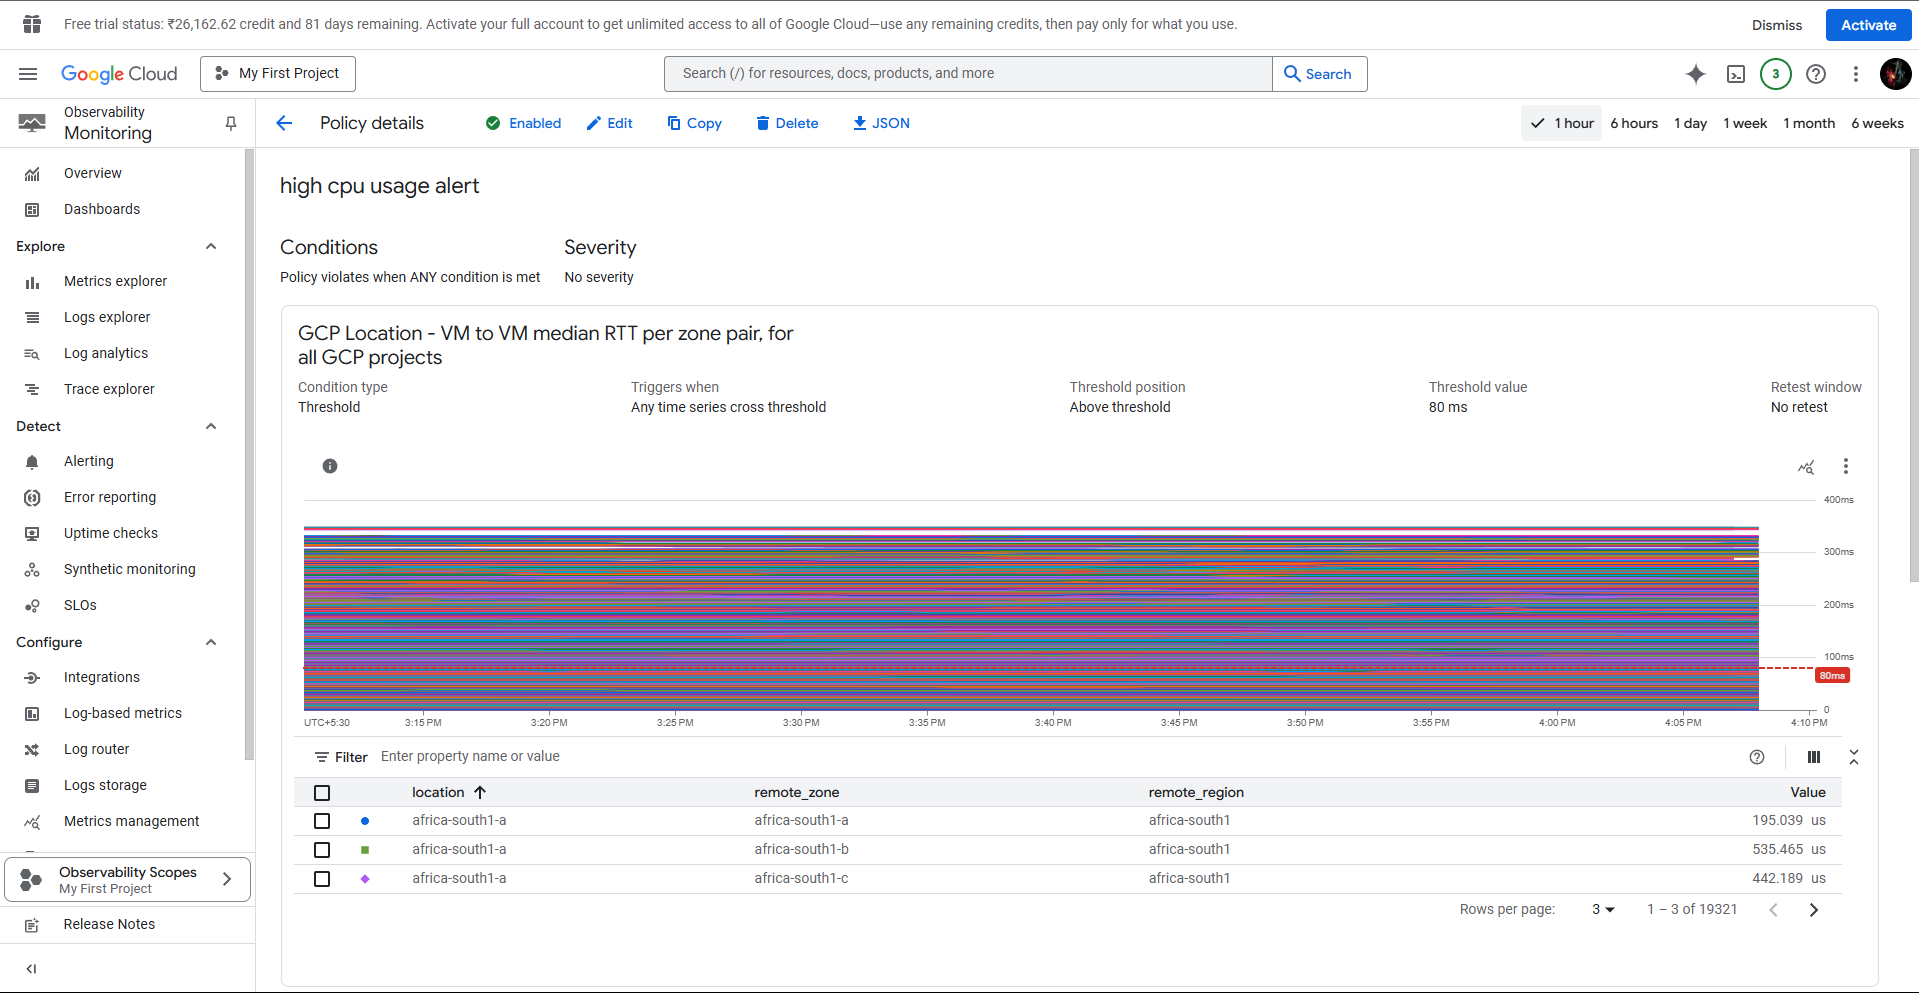 Free trial status: ₹26,162.62 credit and 81 days remaining. Activate your full account to get unlimited access to all of Google Cloud—use any remaining credits, then pay only for what you use.
Dismiss
Activate
Google Cloud
My First Project
Search (/) for resources, docs, products, and more
Search
3
Observability
Monitoring
Policy details
Enabled
Edit
Copy
Delete
JSON
1 hour
6 hours
1 day
1 week
1 month
6 weeks
Overview
Dashboards
Explore
Metrics explorer
Logs explorer
Log analytics
Trace explorer
Detect
Alerting
Error reporting
Uptime checks
Synthetic monitoring
SLOs
Configure
Integrations
Log-based metrics
Log router
Logs storage
Metrics management
Observability Scopes
My First Project
Release Notes
high cpu usage alert
Conditions
Policy violates when ANY condition is met
Severity
No severity
GCP Location - VM to VM median RTT per zone pair, for
all GCP projects
Condition type
Threshold
Triggers when
Any time series cross threshold
Threshold position
Above threshold
Threshold value
80 ms
Retest window
No retest
400ms
300ms
200ms
100ms
80ms
0
UTC+5:30 3:15 PM 3:20 PM 3:25 PM 3:30 PM 3:35 PM 3:40 PM 3:45 PM 3:50 PM 3:55 PM 4:00 PM 4:05 PM 4:10 PM
Filter Enter property name or value
location remote_zone remote_region Value
africa-south1-a africa-south1-a africa-south1 195.039 us
africa-south1-a africa-south1-b africa-south1 535.465 us
africa-south1-a africa-south1-c africa-south1 442.189 us
Rows per page: 3 1 – 3 of 19321